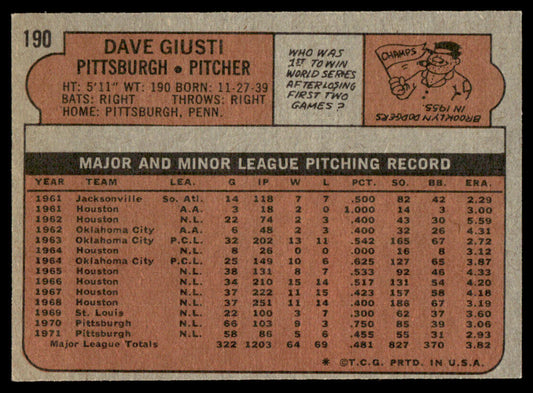 190
DAVE GIUSTI
PITTSBURGH • PITCHER
HT: 5'11" WT: 190 BORN: 11-27-39
BATS: RIGHT THROWS: RIGHT
HOME: PITTSBURGH, PENN.
WHO WAS
1ST TO WIN
WORLD SERIES
AFTER LOSING
FIRST TWO
GAMES?
CHAMPS
BROOKLYN DODGERS
IN 1955.
MAJOR AND MINOR LEAGUE PITCHING RECORD
YEAR TEAM LEA. G IP W L PCT. SO. BB. ERA.
1961 Jacksonville So. Atl. 14 118 7 7 .500 82 42 2.29
1961 Houston A.A. 3 18 2 0 1.000 14 3 3.00
1962 Houston N.L. 22 74 2 3 .400 43 30 5.59
1962 Oklahoma City A.A. 6 38 2 3 .400 32 26 4.31
1963 Oklahoma City P.C.L. 32 202 13 11 .542 165 67 2.72
1964 Houston N.L. 8 26 0 0 .000 16 8 3.12
1964 Oklahoma City P.C.L. 25 149 10 6 .625 127 65 3.87
1965 Houston N.L. 38 131 8 7 .533 92 46 4.33
1966 Houston N.L. 34 210 15 14 .517 131 54 4.20
1967 Houston N.L. 37 222 11 15 .423 157 58 4.18
1968 Houston N.L. 37 251 11 14 .400 186 67 3.19
1969 St. Louis N.L. 22 100 3 7 .300 62 37 3.60
1970 Pittsburgh N.L. 66 103 9 3 .750 85 39 3.06
1971 Pittsburgh N.L. 58 86 5 6 .455 55 31 2.93
Major League Totals 322 1203 64 69 .481 827 370 3.82
* ©T.C.G. PRTD. IN U.S.A.